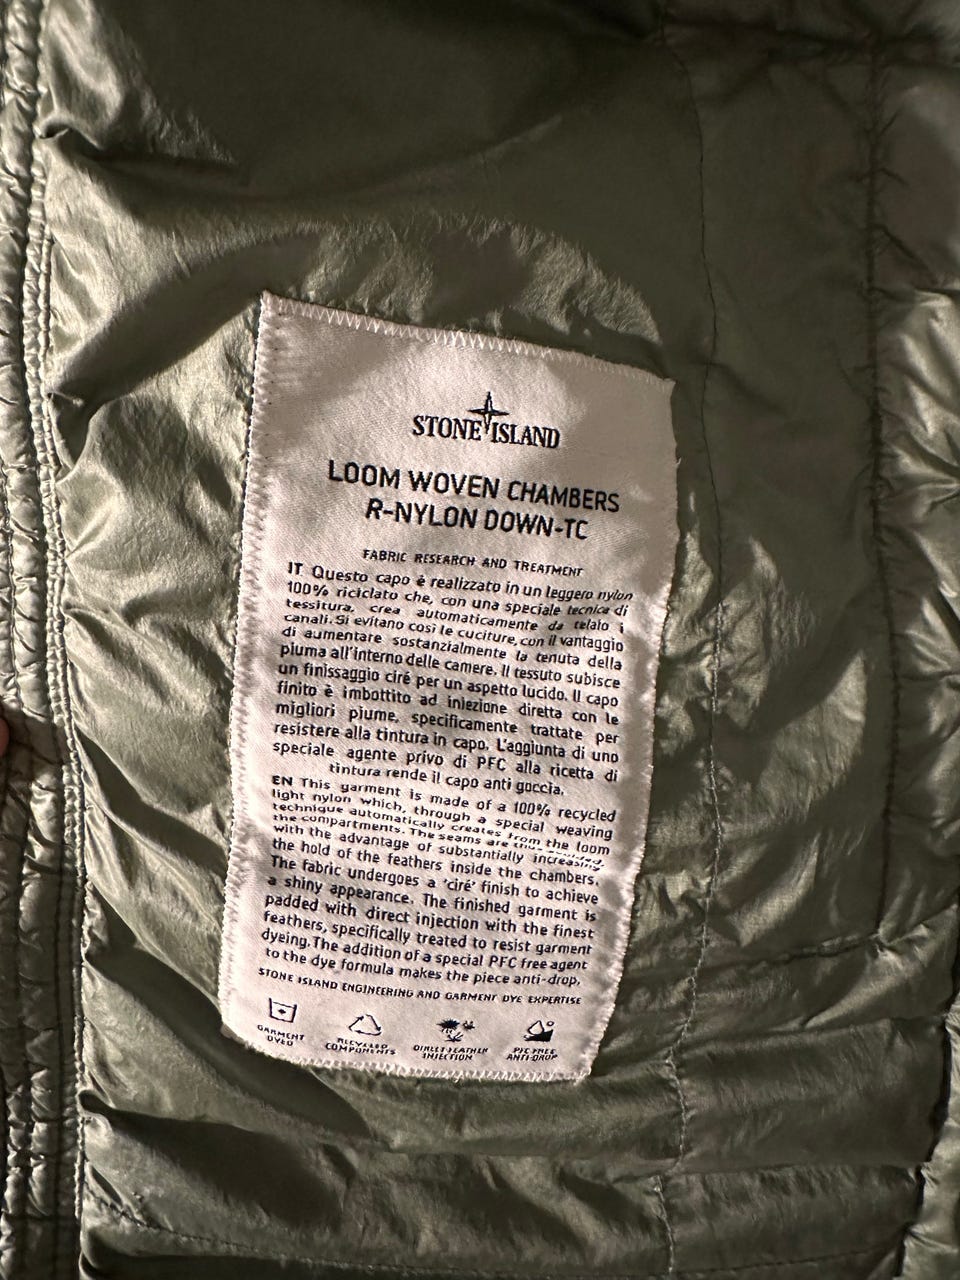 STONE ISLAND
LOOM WOVEN CHAMBERS
R-NYLON DOWN-TC
FABRIC RESEARCH AND TREATMENT
IT Questo capo è realizzato in un leggero nylon
100% riciclato che, con una speciale tecnica di
tessitura, crea automaticamente da telaio i
canali. Si evitano così le cuciture, con il vantaggio
di aumentare sostanzialmente la tenuta della
piuma all'interno delle camere. Il tessuto subisce
un finissaggio ciré per un aspetto lucido. Il capo
finito è imbottito ad iniezione diretta con le
migliori piume, specificamente trattate per
resistere alla tintura in capo. L'aggiunta di uno
speciale agente privo di PFC alla ricetta di
tintura rende il capo anti goccia.
EN This garment is made of a 100% recycled
light nylon which, through a special weaving
technique automatically creates from the loom
the compartments. The seams are thus avoided,
with the advantage of substantially increasing
the hold of the feathers inside the chambers.
The fabric undergoes a 'ciré' finish to achieve
a shiny appearance. The finished garment is
padded with direct injection with the finest
feathers, specifically treated to resist garment
dyeing. The addition of a special PFC free agent
to the dye formula makes the piece anti-drop.
STONE ISLAND ENGINEERING AND GARMENT DYE EXPERTISE
GARMENT
DYED
RECYCLED
COMPONENTS
DIRECT FEATHER
INJECTION
PFC FREE
ANTI-DROP